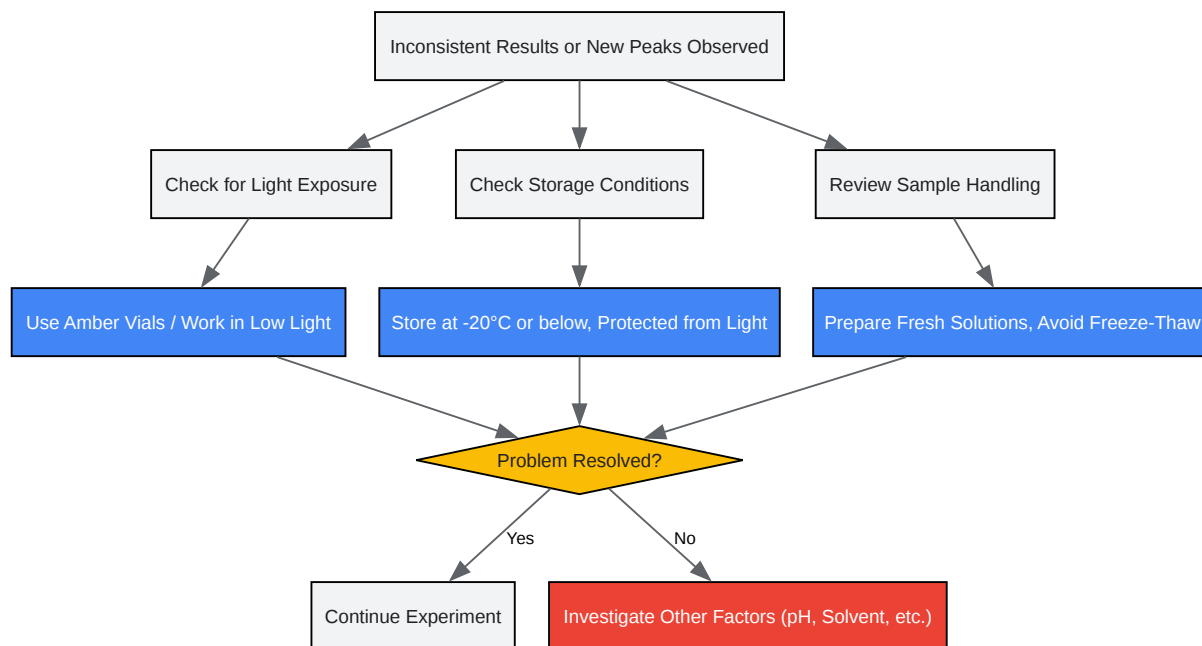 Inconsistent Results or New Peaks Observed
Check for Light Exposure
Check Storage Conditions
Review Sample Handling
Use Amber Vials / Work in Low Light
Store at -20°C or below, Protected from Light
Prepare Fresh Solutions, Avoid Freeze-Thaw
Problem Resolved?
Yes
No
Continue Experiment
Investigate Other Factors (pH, Solvent, etc.)